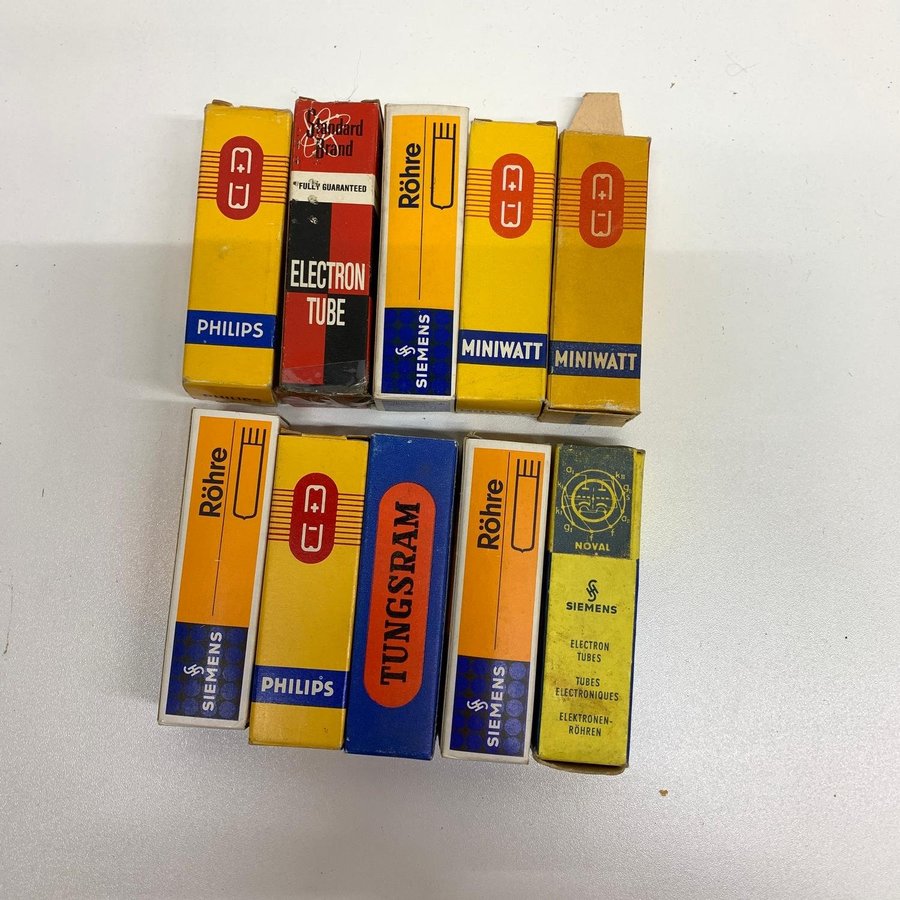 PHILIPS
PHILIPS
Standard
Brand
FULLY GUARANTEED
ELECTRON
TUBE
Röhre
SIEMENS
MINIWATT
MINIWATT
Röhre
SIEMENS
PHILIPS
TUNGSRAM
Röhre
SIEMENS
NOVAL
SIEMENS
ELECTRON
TUBES
TUBES
ELECTRONIQUES
ELEKTRONEN-
RÖHREN